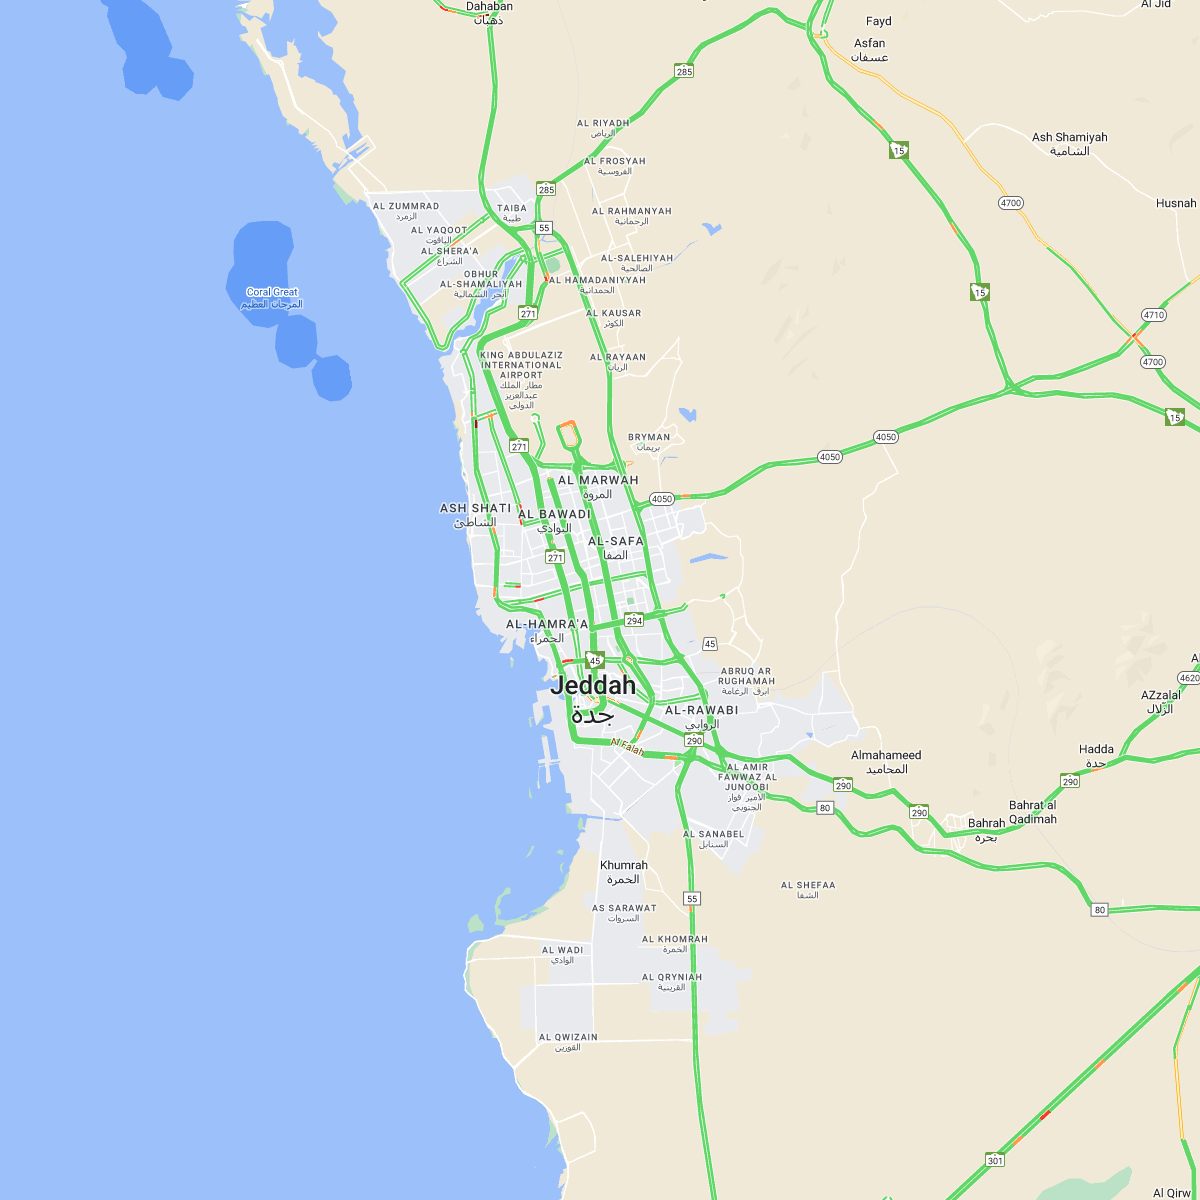 Dahaban
ذهبان
Al Jid
Fayd
Asfan
عسفان
285
AL RIYADH
الرياض
15
Ash Shamiyah
الشامية
AL FROSYAH
الفروسية
285
4700
Husnah
AL ZUMMRAD
الزمرد
TAIBA
طيبة
AL RAHMANYAH
الرحمانية
55
AL YAQOOT
الياقوت
AL SHERA'A
الشراع
AL-SALEHIYAH
الصالحية
OBHUR
AL-SHAMALIYAH
أبحر الشمالية
AL HAMADANIYYAH
الحمدانية
Coral Great
المرجان العظيم
15
271
AL KAUSAR
الكوثر
4710
KING ABDULAZIZ
INTERNATIONAL
AIRPORT
مطار الملك
عبدالعزيز
الدولي
AL RAYAAN
الريان
4700
15
271
BRYMAN
بريمان
4050
4050
AL MARWAH
المروة
4050
ASH SHATI
الشاطئ
AL BAWADI
البوادي
AL-SAFA
الصفا
271
294
AL-HAMRA'A
الحمراء
45
45
ABRUQ AR
RUGHAMAH
ابرق الرغامة
4620
Jeddah
جدة
AL-RAWABI
الروابي
AZzalal
الزلال
290
Al Falah
Almahameed
المحاميد
Hadda
حدة
AL AMIR
FAWWAZ AL
JUNOOBI
الأمير فواز
الجنوبي
290
290
80
290
Bahrat al
Qadimah
Bahrah
بحرة
AL SANABEL
السنابل
Khumrah
الخمرة
AL SHEFAA
الشفا
55
80
AS SARAWAT
السروات
AL KHOMRAH
الخمرة
AL WADI
الوادي
AL QRYNIAH
القرينية
AL QWIZAIN
القوزين
301
Al Qirw